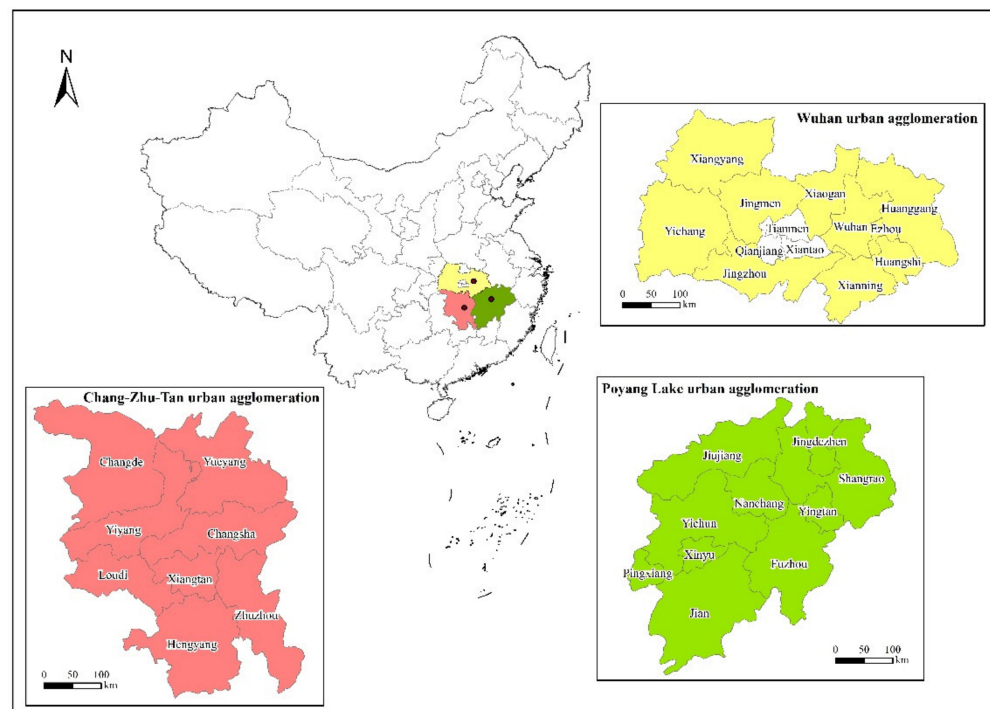 N
Wuhan urban agglomeration
Xiangyang
Jingmen
Xiaogan
Huanggang
Tianmen
Yichang
Wuhan
Ezhou
Qianjiang
Xiantao
Huangshi
Jingzhou
Xianning
0 50 100
km
Chang-Zhu-Tan urban agglomeration
Changde
Yueyang
Yiyang
Changsha
Loudi
Xiangtan
Zhuzhou
Hengyang
0 50 100
km
Poyang Lake urban agglomeration
Jingdezhen
Jiujiang
Shangrao
Nanchang
Yingtan
Yichun
Xinyu
Pingxiang
Fuzhou
Jian
0 50 100
km